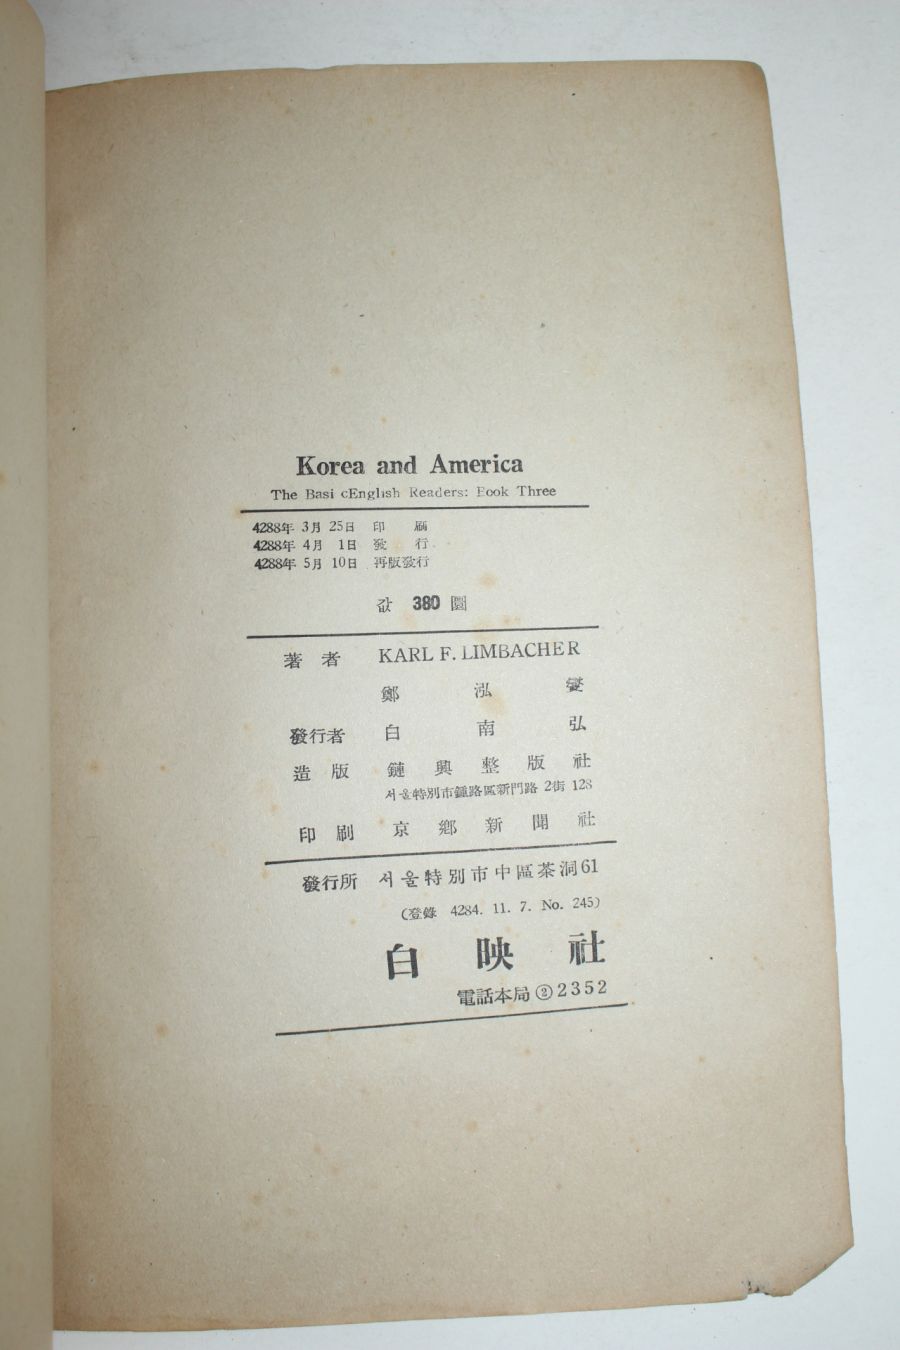 Korea and America
The Basi cEnglish Readers: Book Three
4288年 3月 25日 印 刷
4288年 4月 1日 發 行
4288年 5月 10日 再版發行
값 380 圜
著 者 KARL F. LIMBACHER
鄭 泓 燮
發行者 白 南 弘
造 版 鍾 興 整 版 社
서울特別市鍾路區新門路 2街 128
印 刷 京 鄕 新 聞 社
發行所 서울特別市中區茶洞61
(登錄 4284. 11. 7. No. 245)
白 映 社
電話本局②2352